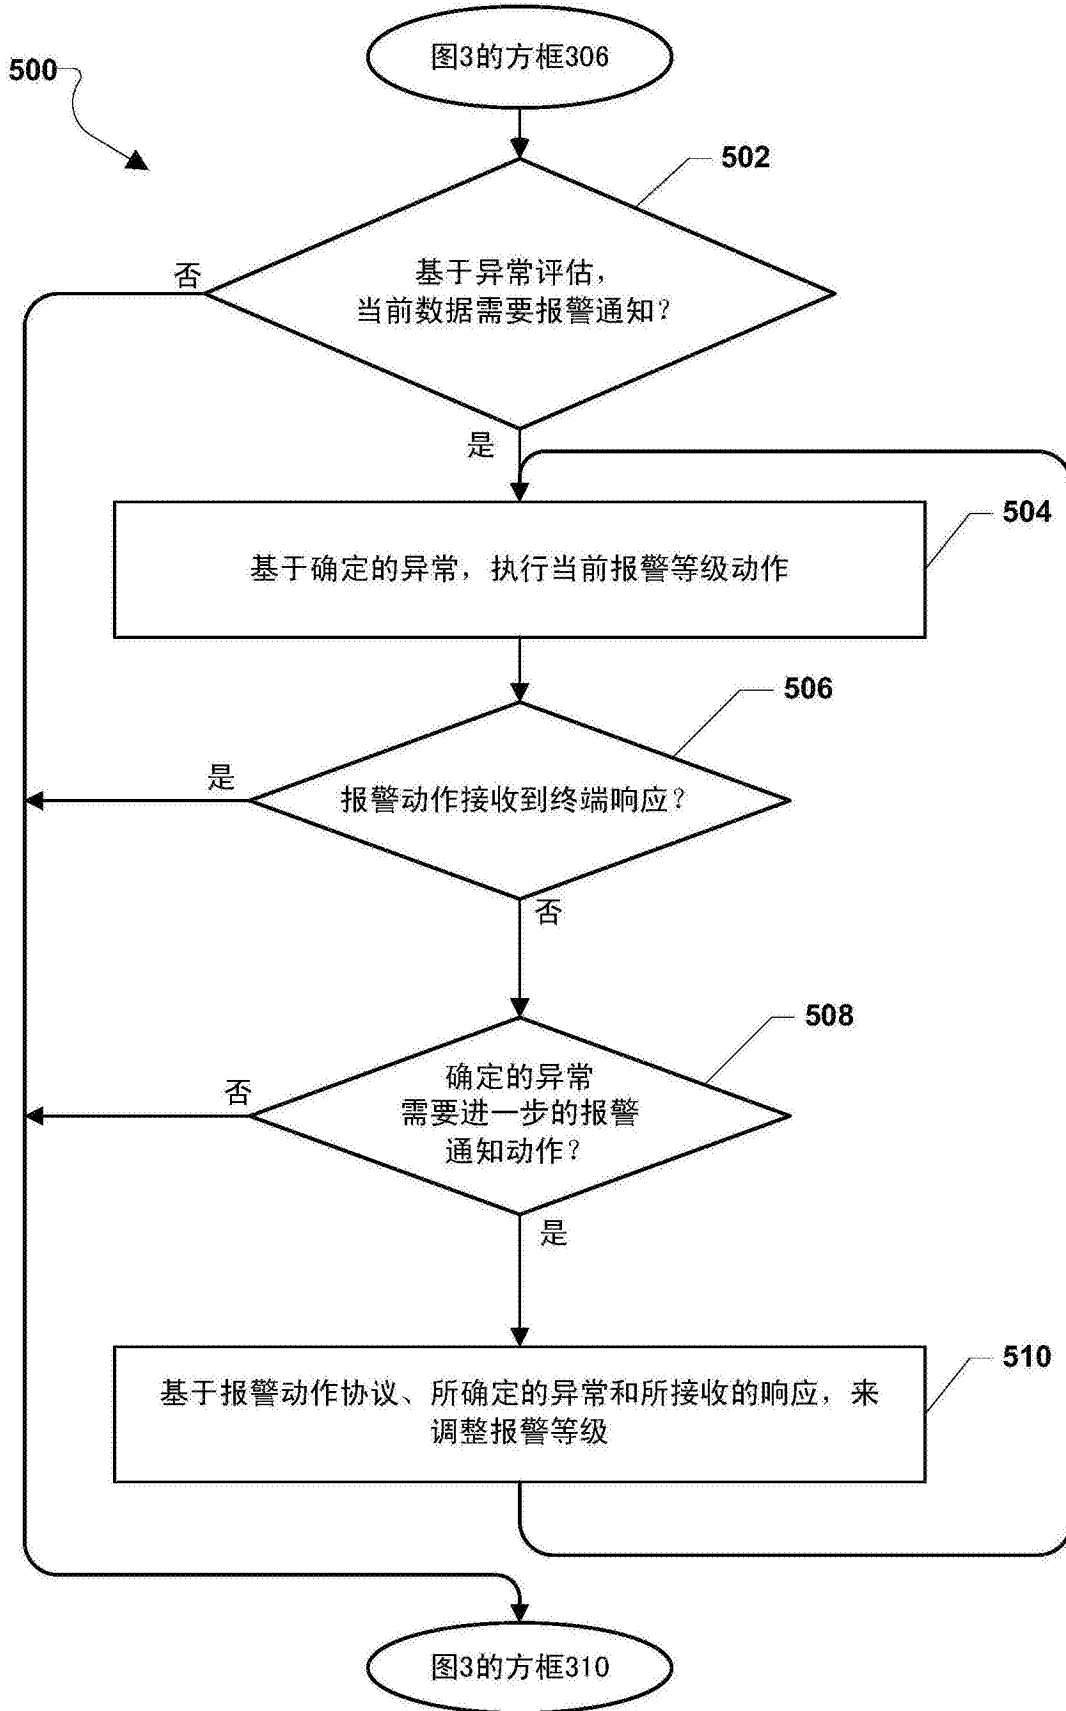 图3的方框306
500
502
否
基于异常评估，
当前数据需要报警通知？
是
504
基于确定的异常，执行当前报警等级动作
506
是
报警动作接收到终端响应？
否
508
否
确定的异常
需要进一步的报警
通知动作？
是
510
基于报警动作协议、所确定的异常和所接收的响应，来
调整报警等级
图3的方框310